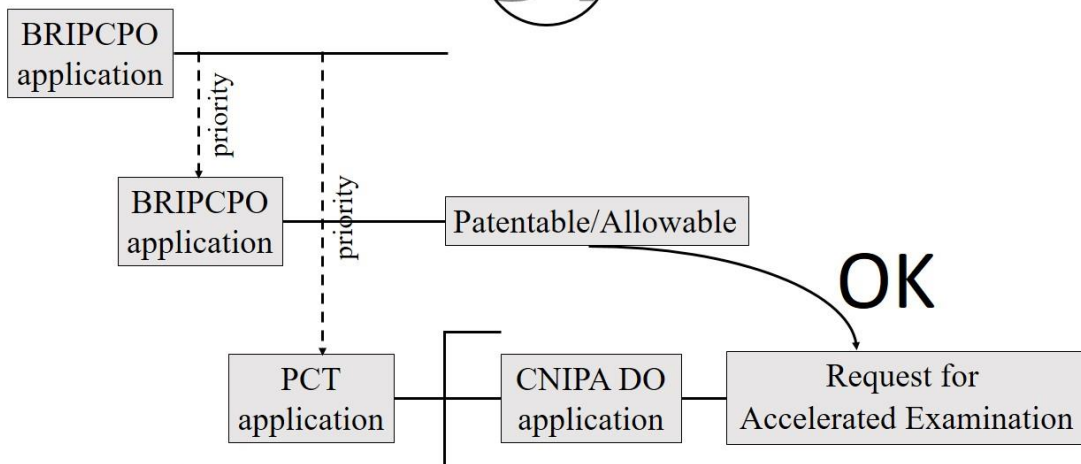 BRIPCPO
application
priority
BRIPCPO
application
priority
Patentable/Allowable
OK
PCT
application
CNIPA DO
application
Request for
Accelerated Examination